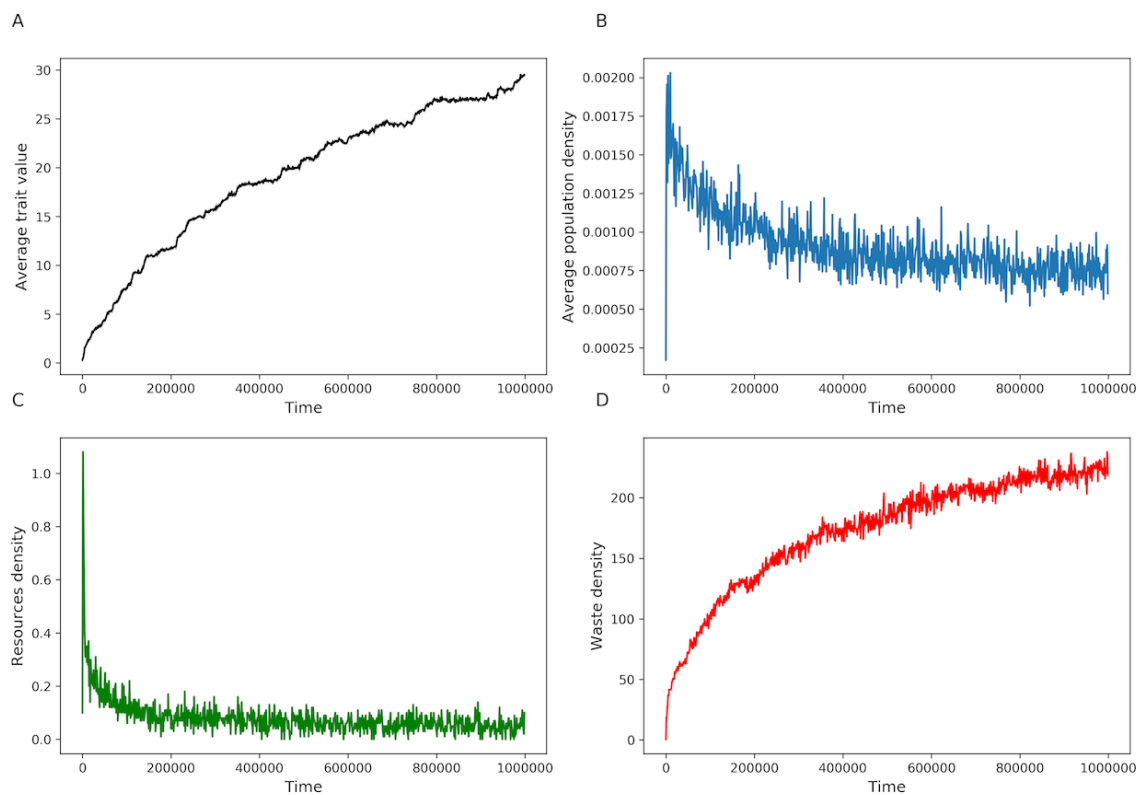 A
B
30
25
20
15
10
5
0
Average trait value
0 200000 400000 600000 800000 1000000
Time
0.00200
0.00175
0.00150
0.00125
0.00100
0.00075
0.00050
0.00025
Average population density
0 200000 400000 600000 800000 1000000
Time
C
D
1.0
0.8
0.6
0.4
0.2
0.0
Resources density
0 200000 400000 600000 800000 1000000
Time
200
150
100
50
0
Waste density
0 200000 400000 600000 800000 1000000
Time